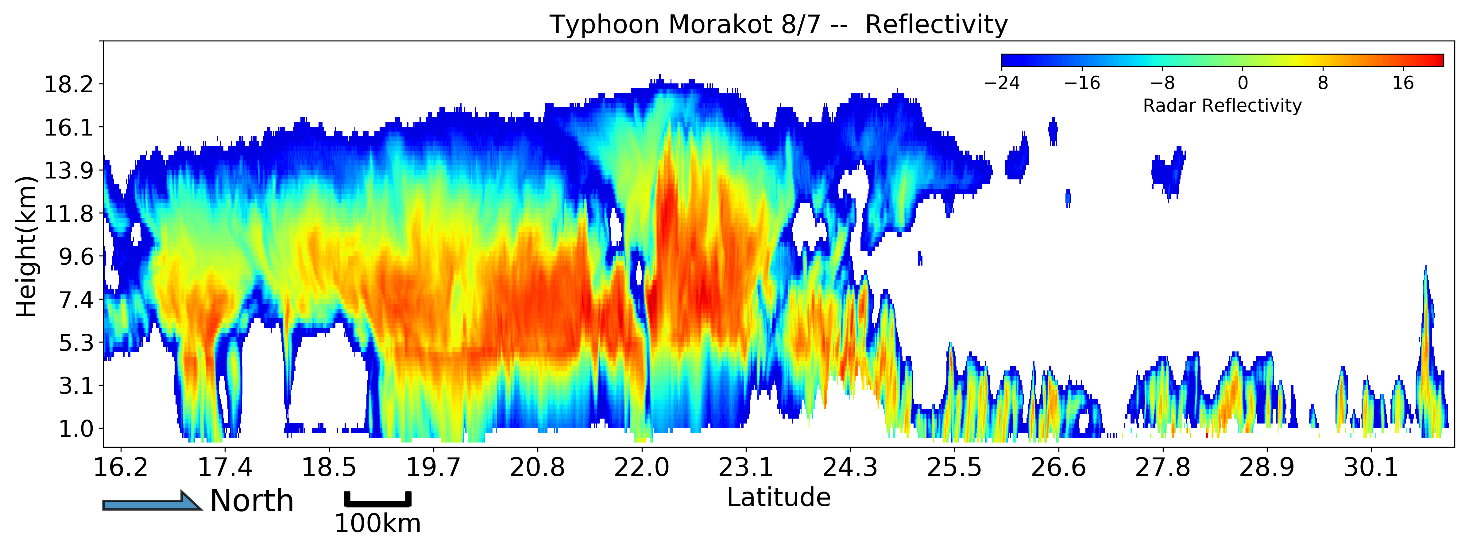 Typhoon Morakot 8/7 --  Reflectivity
−24 −16 −8 0 8 16
Radar Reflectivity
Height(km)
18.2
16.1
13.9
11.8
9.6
7.4
5.3
3.1
1.0
16.2 17.4 18.5 19.7 20.8 22.0 23.1 24.3 25.5 26.6 27.8 28.9 30.1
Latitude
North
100km